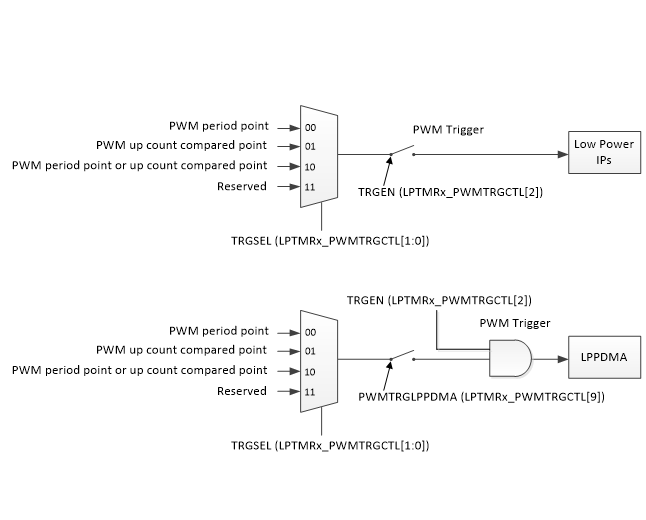 PWM period point
00
PWM Trigger
PWM up count compared point
01
Low Power
IPs
PWM period point or up count compared point
10
Reserved
11
TRGEN (LPTMRx_PWMTRGCTL[2])
TRGSEL (LPTMRx_PWMTRGCTL[1:0])
TRGEN (LPTMRx_PWMTRGCTL[2])
PWM Trigger
PWM period point
00
PWM up count compared point
01
LPPDMA
PWM period point or up count compared point
10
Reserved
11
PWMTRGLPPDMA (LPTMRx_PWMTRGCTL[9])
TRGSEL (LPTMRx_PWMTRGCTL[1:0])